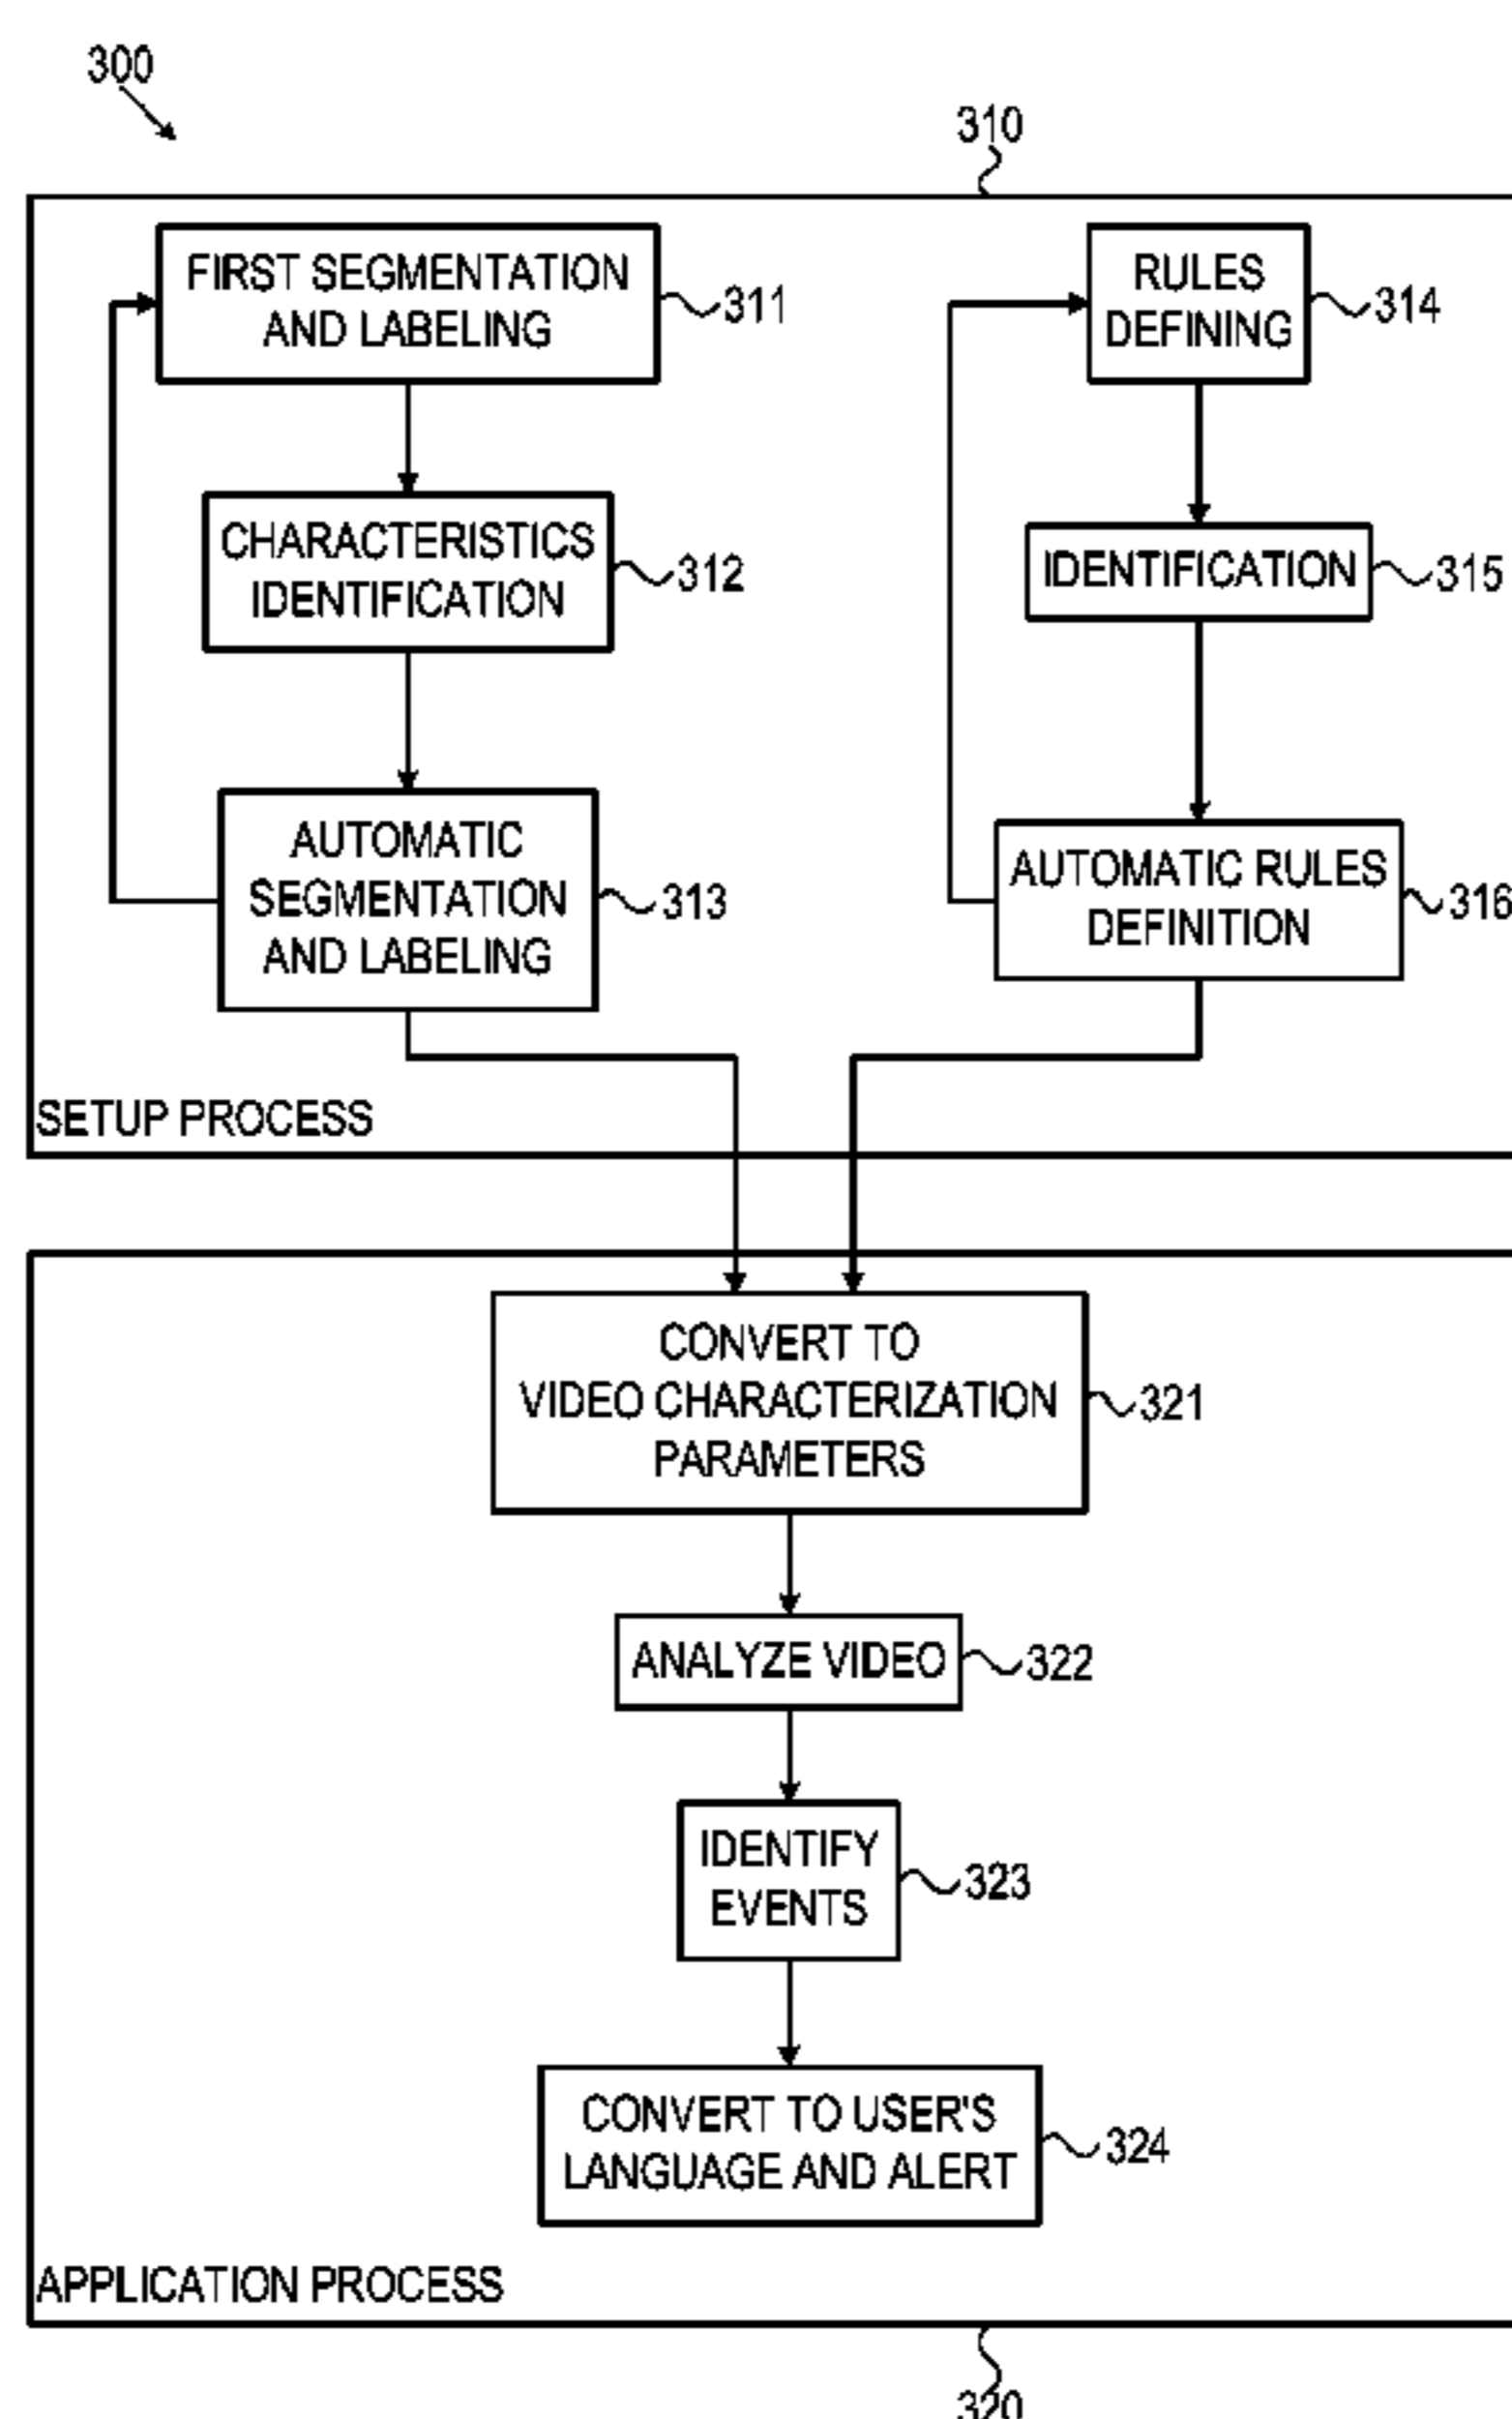 300
310
FIRST SEGMENTATION
AND LABELING
311
RULES
DEFINING
314
CHARACTERISTICS
IDENTIFICATION
312
IDENTIFICATION
315
AUTOMATIC
SEGMENTATION
AND LABELING
313
AUTOMATIC RULES
DEFINITION
316
SETUP PROCESS
CONVERT TO
VIDEO CHARACTERIZATION
PARAMETERS
321
ANALYZE VIDEO
322
IDENTIFY
EVENTS
323
CONVERT TO USER'S
LANGUAGE AND ALERT
324
APPLICATION PROCESS
320